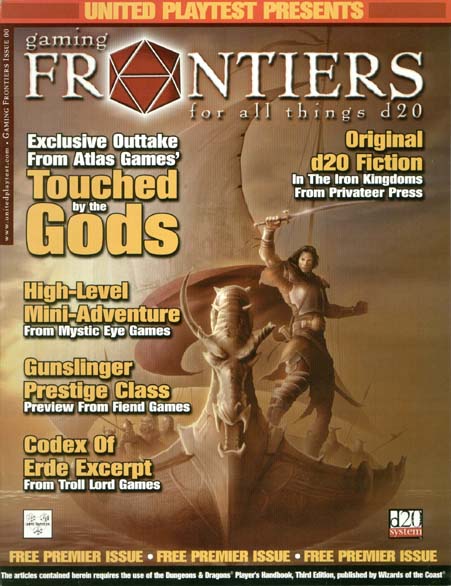 UNITED PLAYTEST PRESENTS
gaming
FRONTIERS
for all things d20
www.unitedplaytest.com • GAMING FRONTIERS ISSUE 00
Exclusive Outtake
From Atlas Games'
Touched
by the
Gods
Original
d20 Fiction
In The Iron Kingdoms
From Privateer Press
High-Level
Mini-Adventure
From Mystic Eye Games
Gunslinger
Prestige Class
Preview From Fiend Games
Codex Of
Erde Excerpt
From Troll Lord Games
d20
system
FREE PREMIER ISSUE • FREE PREMIER ISSUE • FREE PREMIER ISSUE
The articles contained herein requires the use of the Dungeons & Dragons® Player's Handbook, Third Edition, published by Wizards of the Coast®